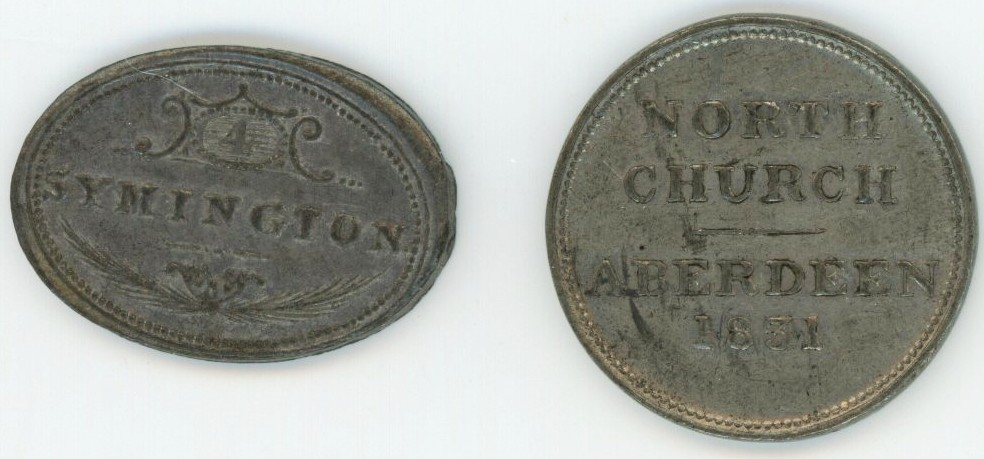 4
SYMINGTON
NORTH
CHURCH
ABERDEEN
1831